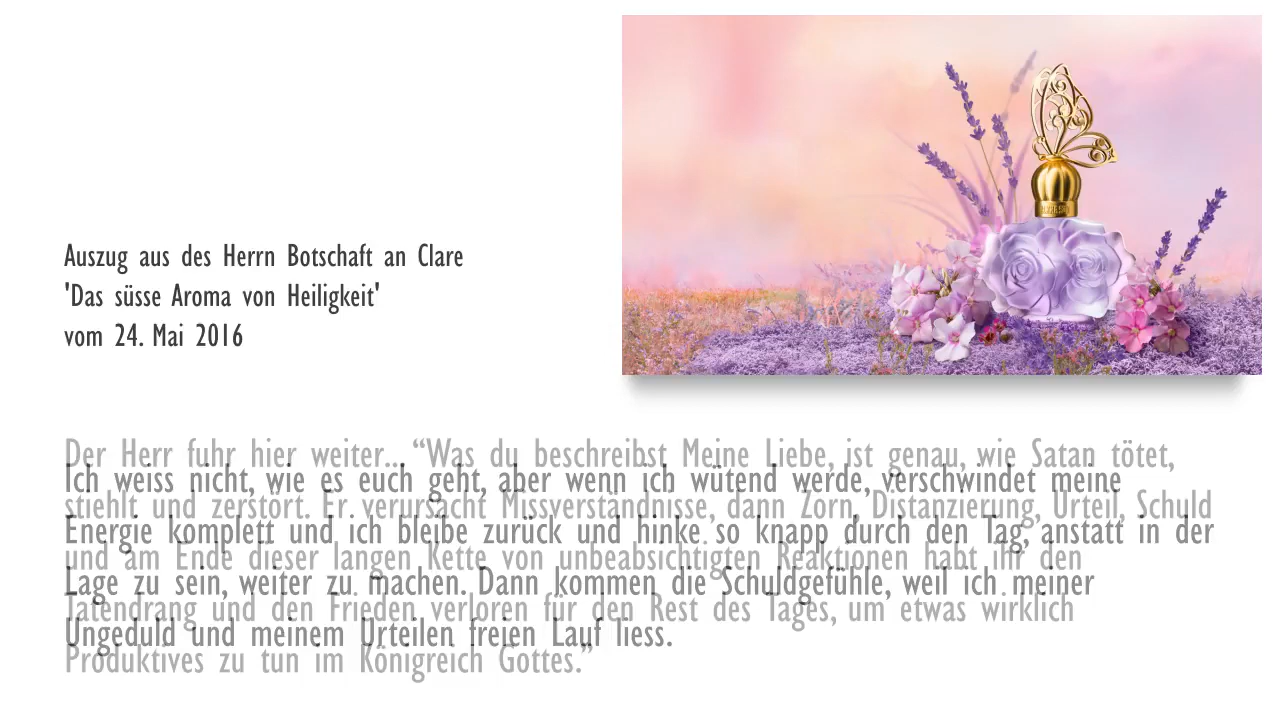 Auszug aus des Herrn Botschaft an Clare
'Das süsse Aroma von Heiligkeit'
vom 24. Mai 2016
Ich weiss nicht, wie es euch geht, aber wenn ich wütend werde, verschwindet meine
Energie komplett und ich bleibe zurück und hinke so knapp durch den Tag, anstatt in der
Lage zu sein, weiter zu machen. Dann kommen die Schuldgefühle, weil ich meiner
Ungeduld und meinem Urteilen freien Lauf liess.
Der Herr fuhr hier weiter... “Was du beschreibst Meine Liebe, ist genau, wie Satan tötet,
stiehlt und zerstört. Er verursacht Missverständnisse, dann Zorn, Distanzierung, Urteil, Schuld
und am Ende dieser langen Kette von unbeabsichtigten Reaktionen habt ihr den
Tatendrang und den Frieden verloren für den Rest des Tages, um etwas wirklich
Produktives zu tun im Königreich Gottes.”